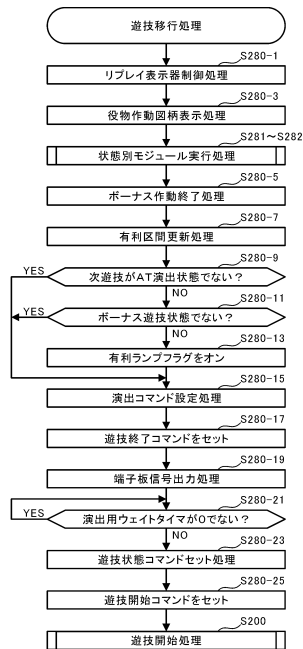 遊技移行処理
S280-1
リプレイ表示器制御処理
S280-3
役物作動図柄表示処理
S281～S282
状態別モジュール実行処理
S280-5
ボーナス作動終了処理
S280-7
有利区間更新処理
S280-9
YES
次遊技がAT演出状態でない？
NO
S280-11
YES
ボーナス遊技状態でない？
NO
S280-13
有利ランプフラグをオン
S280-15
演出コマンド設定処理
S280-17
遊技終了コマンドをセット
S280-19
端子板信号出力処理
S280-21
YES
演出用ウェイトタイマが0でない？
NO
S280-23
遊技状態コマンドセット処理
S280-25
遊技開始コマンドをセット
S200
遊技開始処理